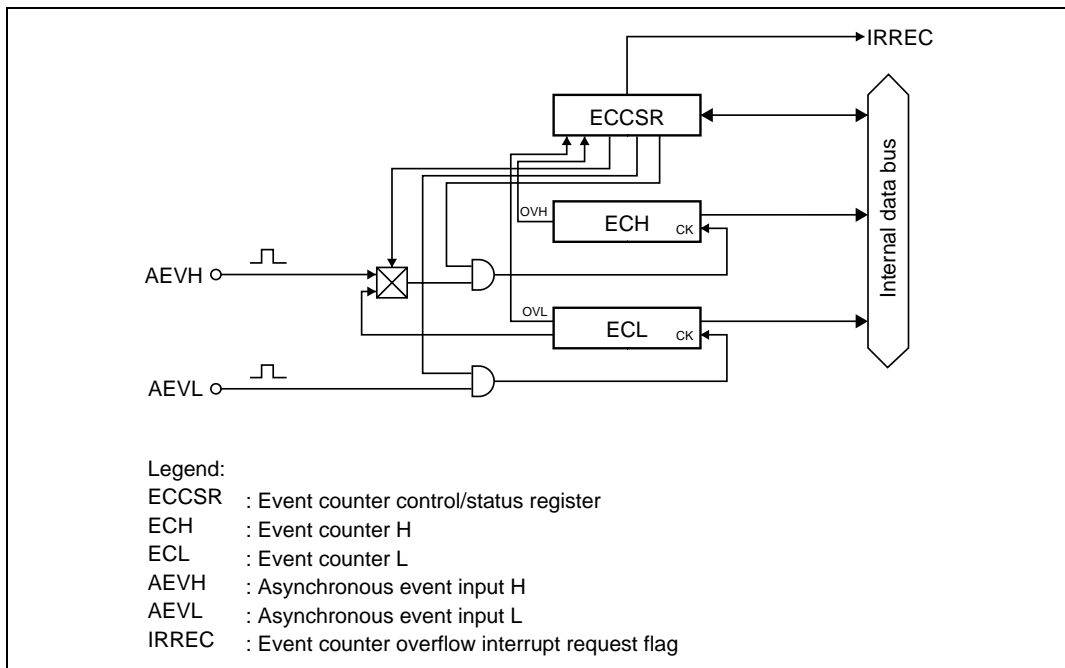 IRREC
ECCSR
OVH
ECH
CK
AEVH
OVL
ECL
CK
AEVL
Internal data bus
Legend:
ECCSR : Event counter control/status register
ECH : Event counter H
ECL : Event counter L
AEVH : Asynchronous event input H
AEVL : Asynchronous event input L
IRREC : Event counter overflow interrupt request flag